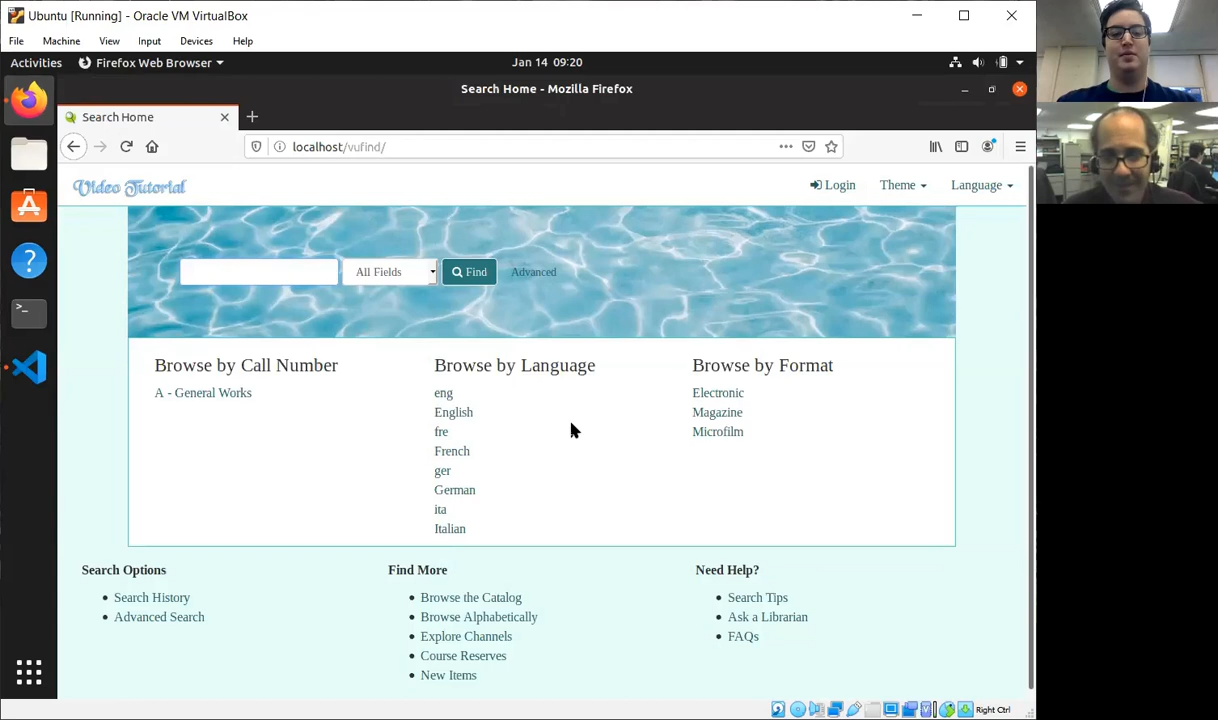 Ubuntu [Running] - Oracle VM VirtualBox
File Machine View Input Devices Help
Activities Firefox Web Browser Jan 14 09:20
Search Home - Mozilla Firefox
Search Home
localhost/vufind/
Video Tutorial Login Theme Language
All Fields Find Advanced
Browse by Call Number
A - General Works
Browse by Language
eng
English
fre
French
ger
German
ita
Italian
Browse by Format
Electronic
Magazine
Microfilm
Search Options
Search History
Advanced Search
Find More
Browse the Catalog
Browse Alphabetically
Explore Channels
Course Reserves
New Items
Need Help?
Search Tips
Ask a Librarian
FAQs
Right Ctrl